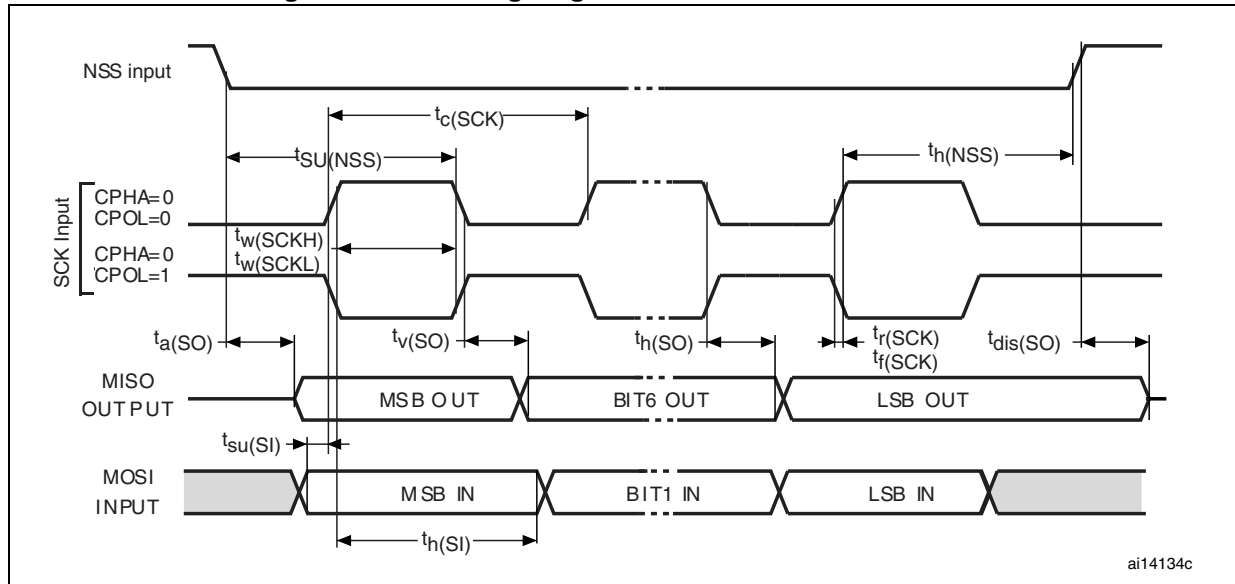 NSS input
tc(SCK)
tSU(NSS)
th(NSS)
SCK Input
CPHA=0
CPOL=0
tw(SCKH)
CPHA=0
tw(SCKL)
CPOL=1
ta(SO)
tv(SO)
th(SO)
tr(SCK)
tf(SCK)
tdis(SO)
MISO
OUTPUT
MSB OUT
BIT6 OUT
LSB OUT
tsu(SI)
MOSI
INPUT
MSB IN
BIT1 IN
LSB IN
th(SI)
ai14134c